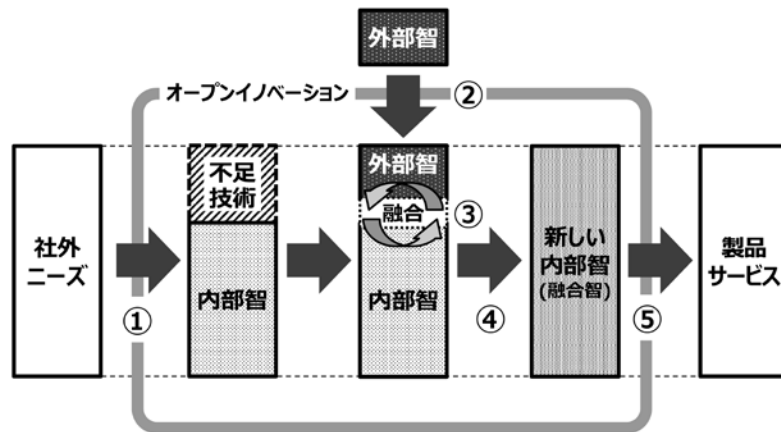 外部智
オープンイノベーション
②
社外
ニーズ
①
不足
技術
内部智
外部智
融合
③
内部智
④
新しい
内部智
(融合智)
⑤
製品
サービス